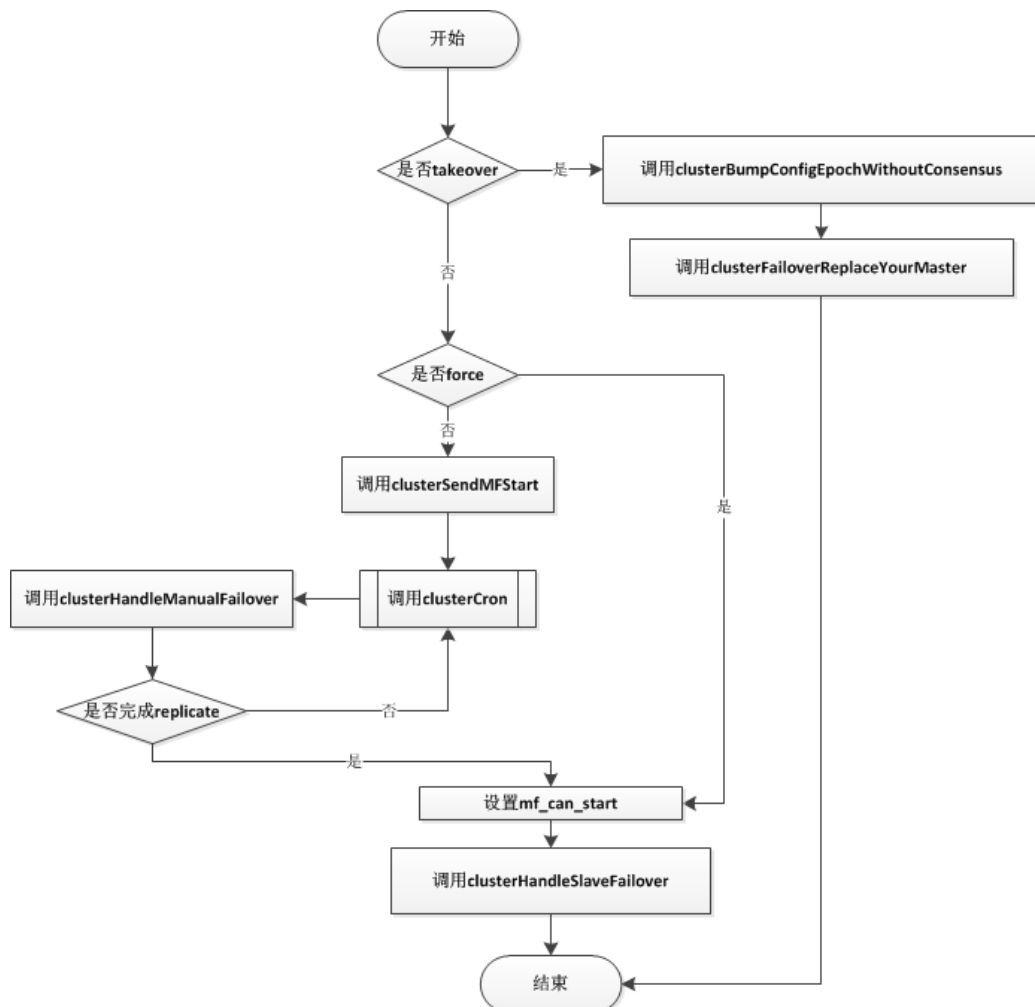 开始
是否takeover
是
调用clusterBumpConfigEpochWithoutConsensus
调用clusterFailoverReplaceYourMaster
否
是否force
否
是
调用clusterSendMFStart
调用clusterHandleManualFailover
调用clusterCron
是否完成replicate
否
是
设置mf_can_start
调用clusterHandleSlaveFailover
结束